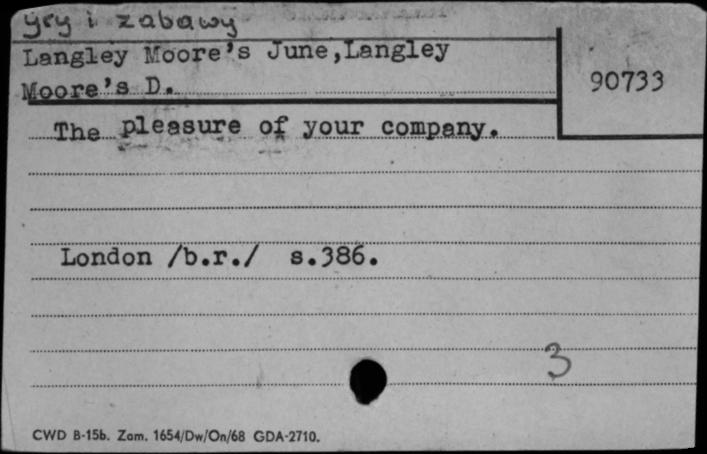 gry i zabawy
Langley Moore's June,Langley
Moore's D.
90733
The pleasure of your company.
London /b.r./ s.386.
3
CWD B-15b. Zam. 1654/Dw/On/68 GDA-2710.